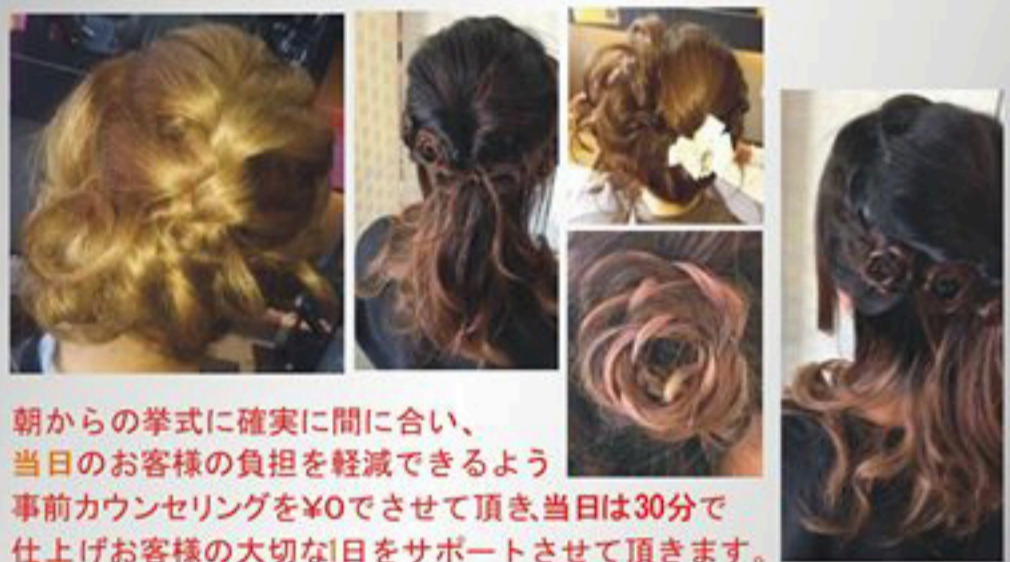 朝からの挙式に確実に間に合い、
当日のお客様の負担を軽減できるよう
事前カウンセリングを¥0でさせて頂き、当日は30分で
仕上げお客様の大切な1日をサポートさせて頂きます。